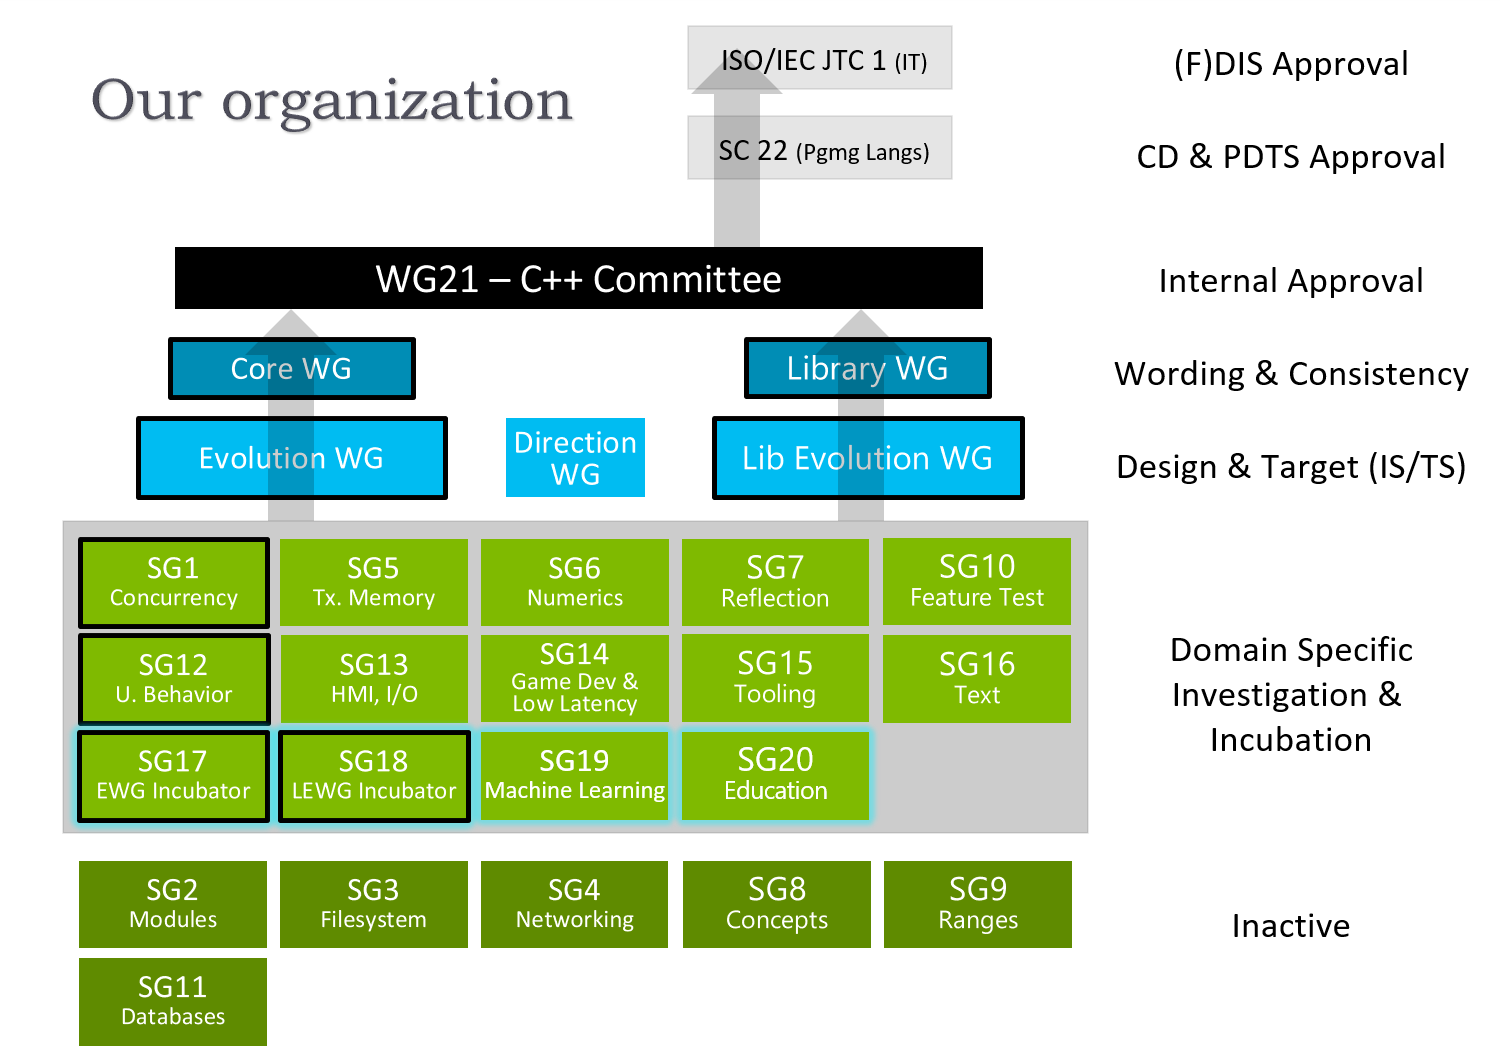 Our organization
ISO/IEC JTC 1 (IT)
(F)DIS Approval
SC 22 (Pgmg Langs)
CD & PDTS Approval
WG21 – C++ Committee
Internal Approval
Core WG
Library WG
Wording & Consistency
Evolution WG
Direction
WG
Lib Evolution WG
Design & Target (IS/TS)
SG1
Concurrency
SG5
Tx. Memory
SG6
Numerics
SG7
Reflection
SG10
Feature Test
SG12
U. Behavior
SG13
HMI, I/O
SG14
Game Dev &
Low Latency
SG15
Tooling
SG16
Text
SG17
EWG Incubator
SG18
LEWG Incubator
SG19
Machine Learning
SG20
Education
Domain Specific
Investigation &
Incubation
SG2
Modules
SG3
Filesystem
SG4
Networking
SG8
Concepts
SG9
Ranges
Inactive
SG11
Databases